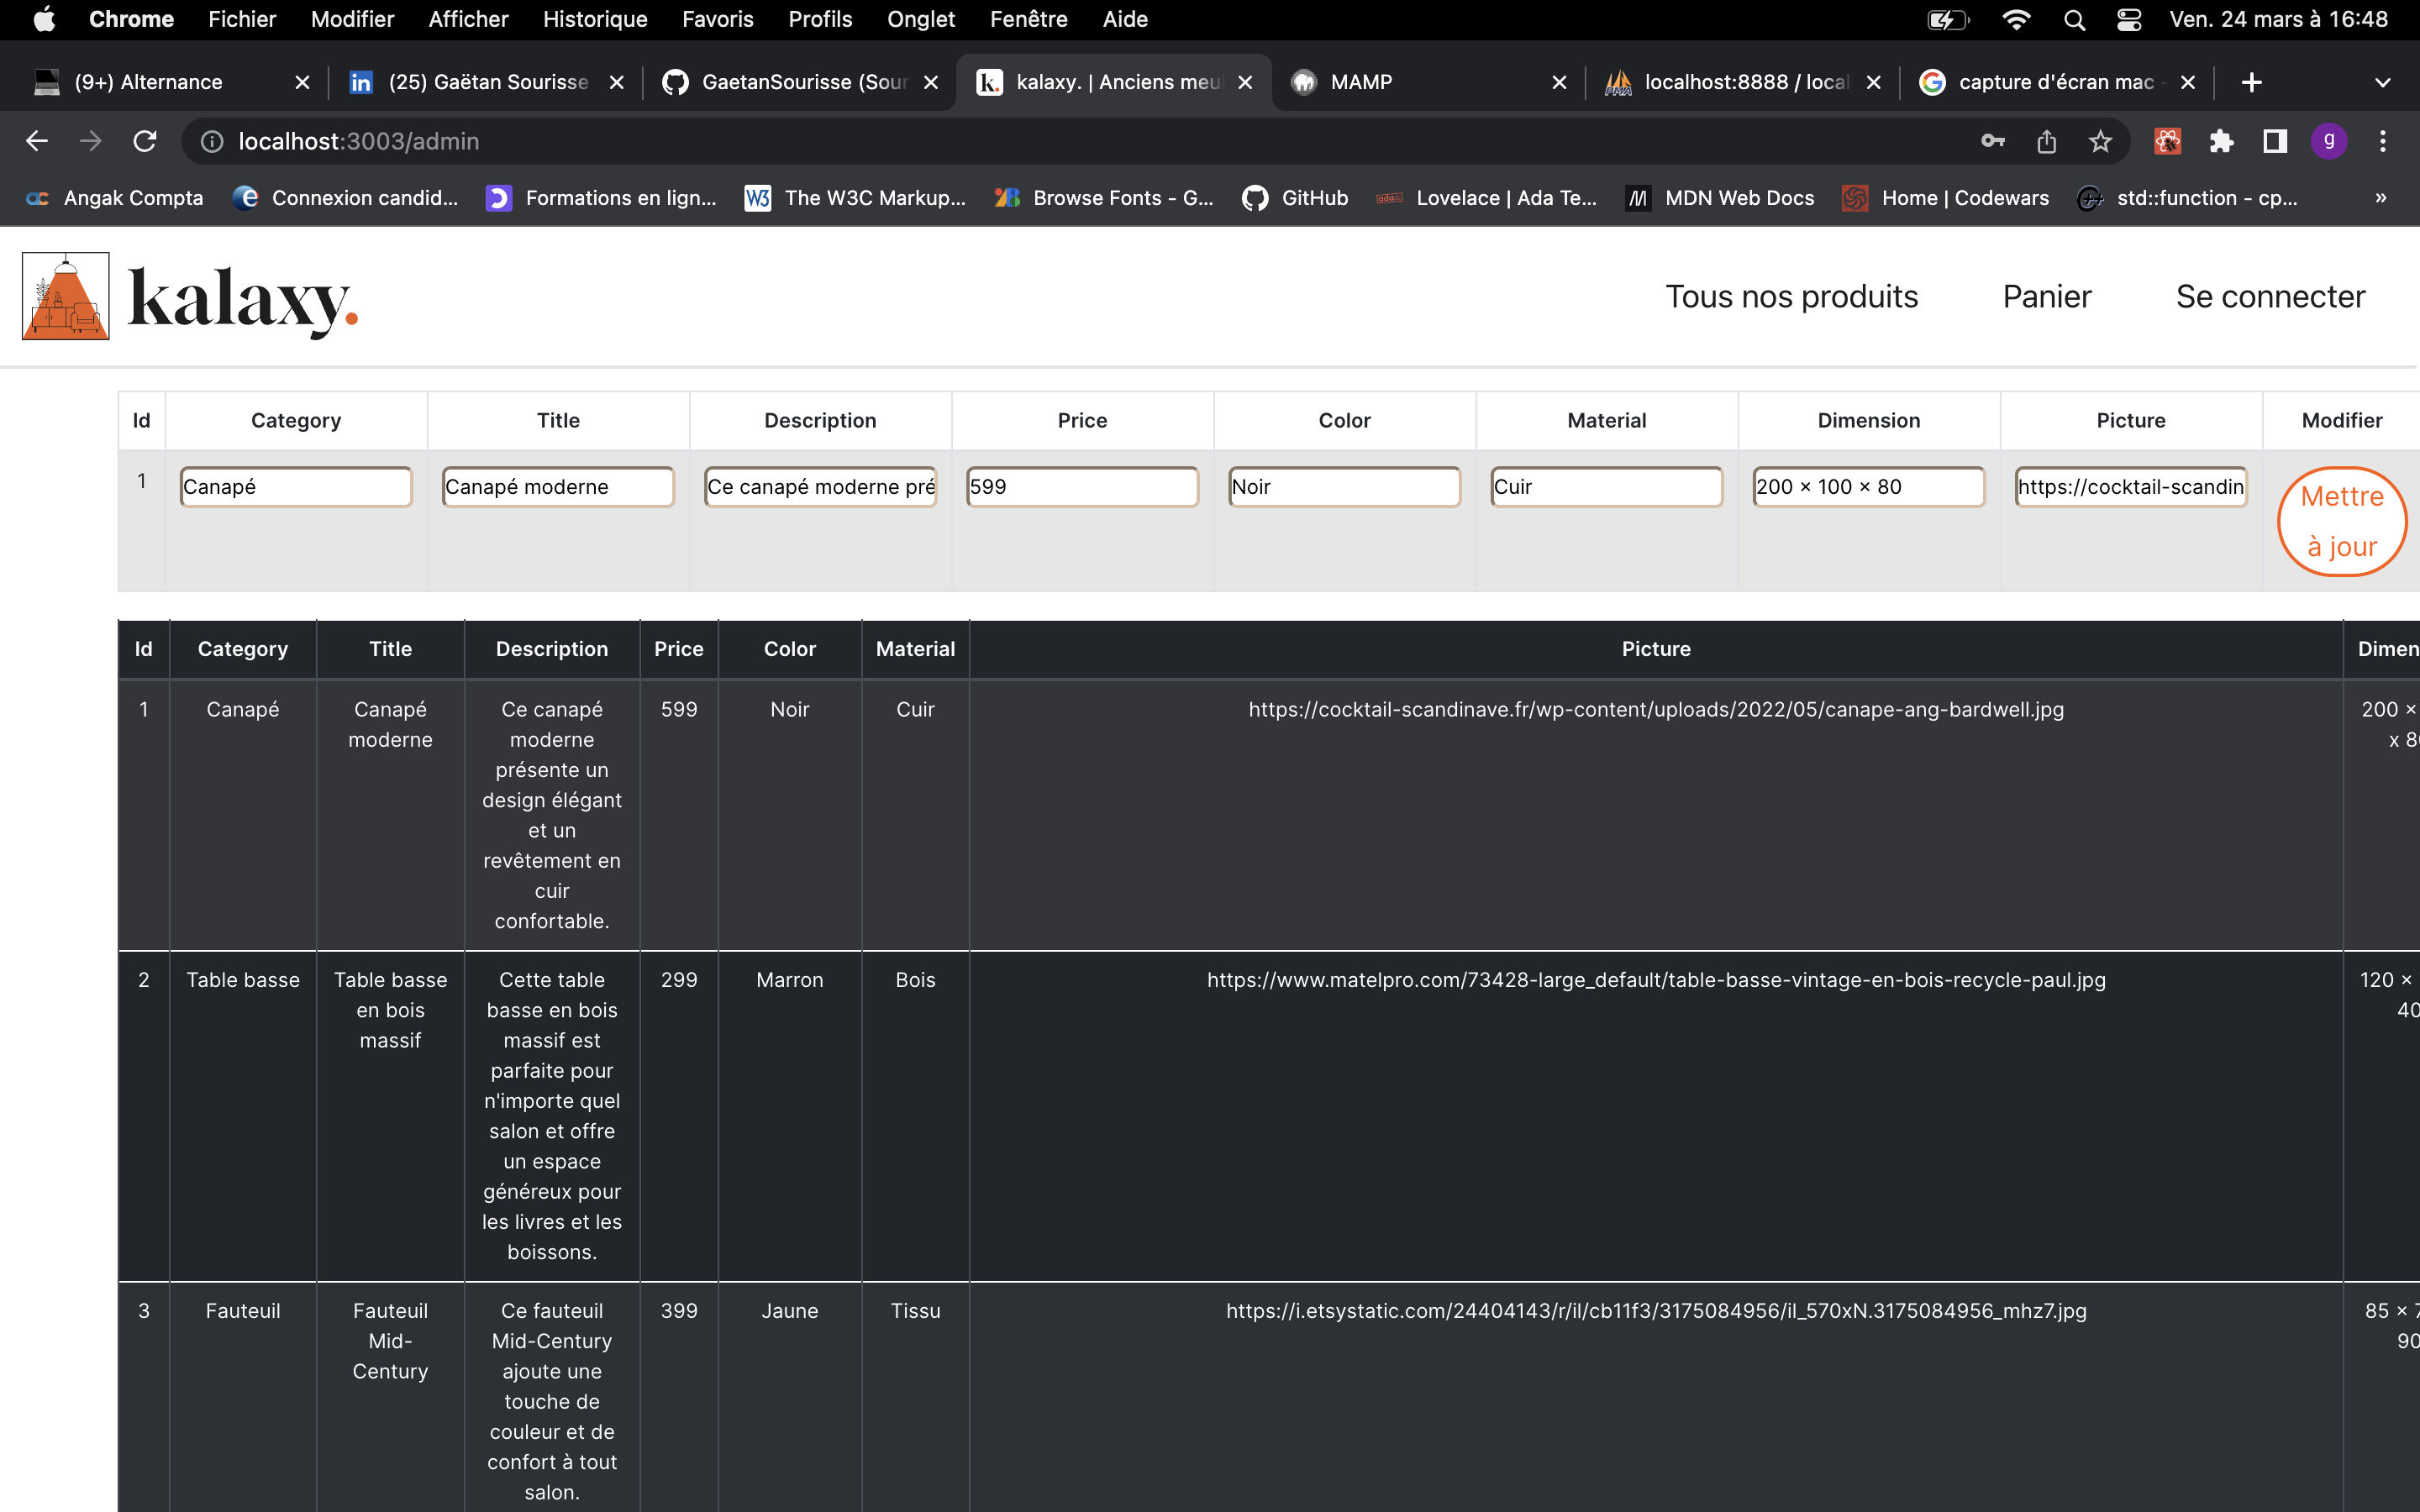 Chrome Fichier Modifier Afficher Historique Favoris Profils Onglet Fenêtre Aide Ven. 24 mars à 16:48
(9+) Alternance (25) Gaëtan Sourisse GaetanSourisse (Sour kalaxy. | Anciens meu MAMP localhost:8888 / local capture d'écran mac -
localhost:3003/admin g
Angak Compta Connexion candid... Formations en lign... The W3C Markup... Browse Fonts - G... GitHub Lovelace | Ada Te... MDN Web Docs Home | Codewars std::function - cp... »
kalaxy. Tous nos produits Panier Se connecter
Id Category Title Description Price Color Material Dimension Picture Modifier
1 Canapé Canapé moderne Ce canapé moderne pré 599 Noir Cuir 200 x 100 x 80 https://cocktail-scandin Mettre
à jour
Id Category Title Description Price Color Material Picture Dimen
1 Canapé Canapé Ce canapé 599 Noir Cuir https://cocktail-scandinave.fr/wp-content/uploads/2022/05/canape-ang-bardwell.jpg 200 x
moderne moderne x 80
présente un
design élégant
et un
revêtement en
cuir
confortable.
2 Table basse Table basse Cette table 299 Marron Bois https://www.matelpro.com/73428-large_default/table-basse-vintage-en-bois-recycle-paul.jpg 120 x
en bois basse en bois 40
massif massif est
parfaite pour
n'importe quel
salon et offre
un espace
généreux pour
les livres et les
boissons.
3 Fauteuil Fauteuil Ce fauteuil 399 Jaune Tissu https://i.etsystatic.com/24404143/r/il/cb11f3/3175084956/il_570xN.3175084956_mhz7.jpg 85 x 7
Mid- Mid-Century 90
Century ajoute une
touche de
couleur et de
confort à tout
salon.